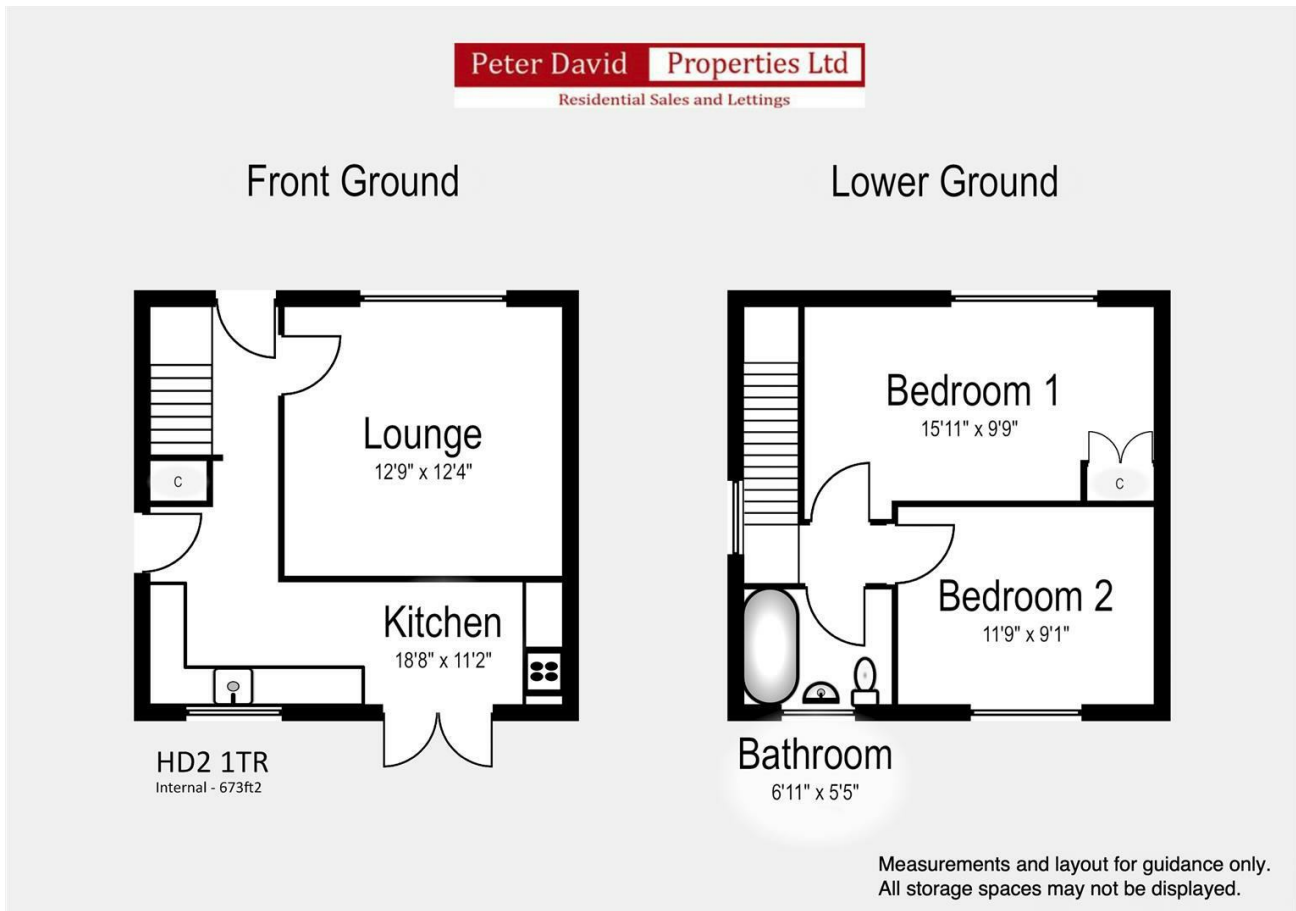 Peter David Properties Ltd
Residential Sales and Lettings
Front Ground
Lower Ground
Lounge
12'9" x 12'4"
C
Kitchen
18'8" x 11'2"
HD2 1TR
Internal - 673ft2
Bedroom 1
15'11" x 9'9"
C
Bedroom 2
11'9" x 9'1"
Bathroom
6'11" x 5'5"
Measurements and layout for guidance only.
All storage spaces may not be displayed.